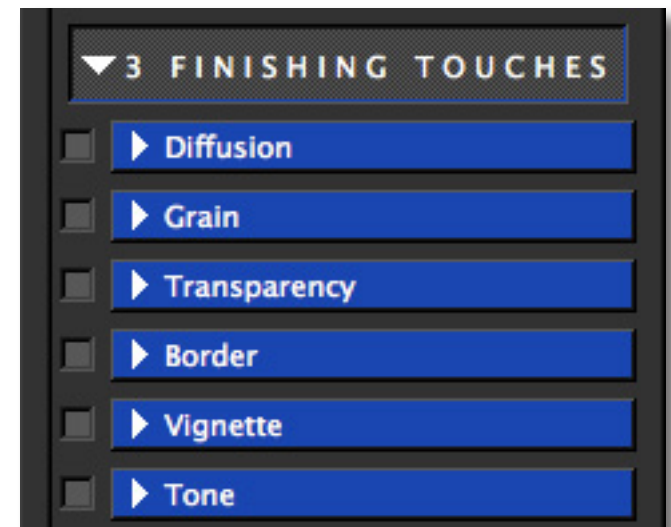 3 FINISHING TOUCHES
Diffusion
Grain
Transparency
Border
Vignette
Tone